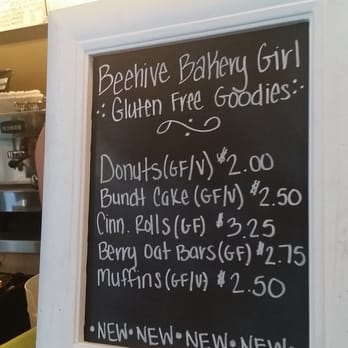 Beehive Bakery Girl
Gluten Free Goodies
Donuts (GF/V) $2.00
Bundt Cake (GF/V) $2.50
Cinn. Rolls (GF) $3.25
Berry Oat Bars (GF) $2.75
Muffins (GF/V) $2.50
•NEW•NEW•NEW•NEW•